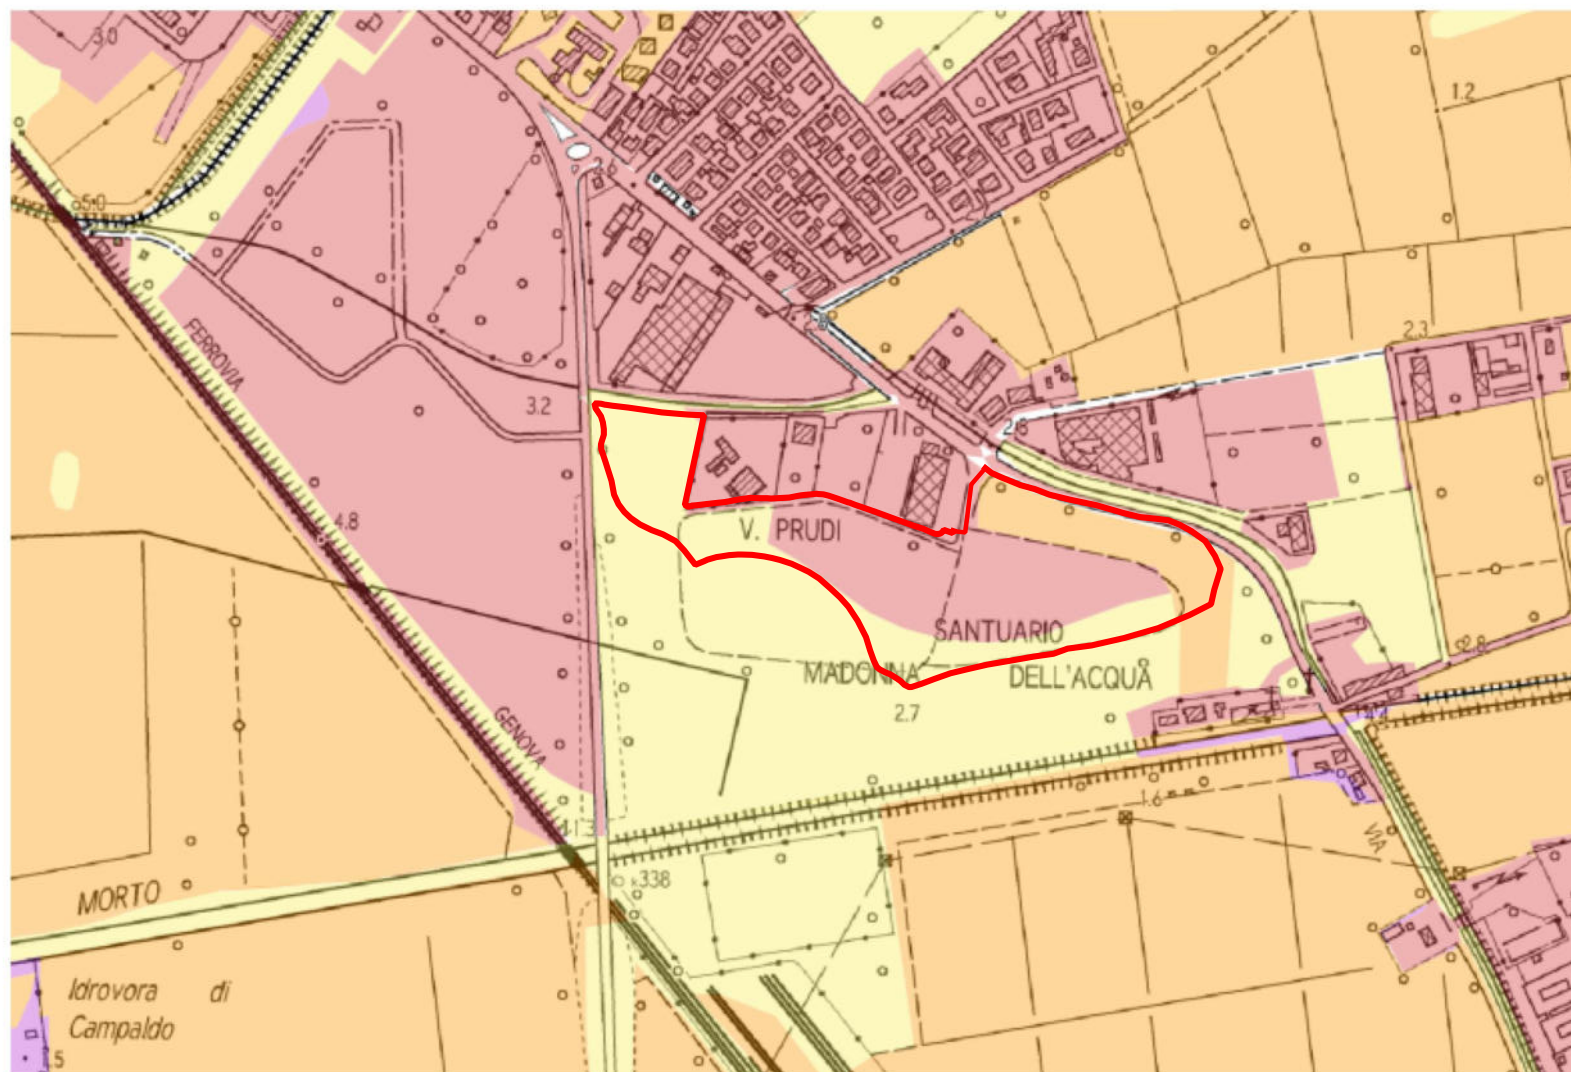 3.0
1.2
5.0
FERROVIA
2.3
3.2
2.8
4.8
V. PRUDI
SANTUARIO
MADONNA DELL'ACQUA
2.8
2.7
GENOVA
1.6
VIA
338
MORTO
Idrovora di
Campaldo